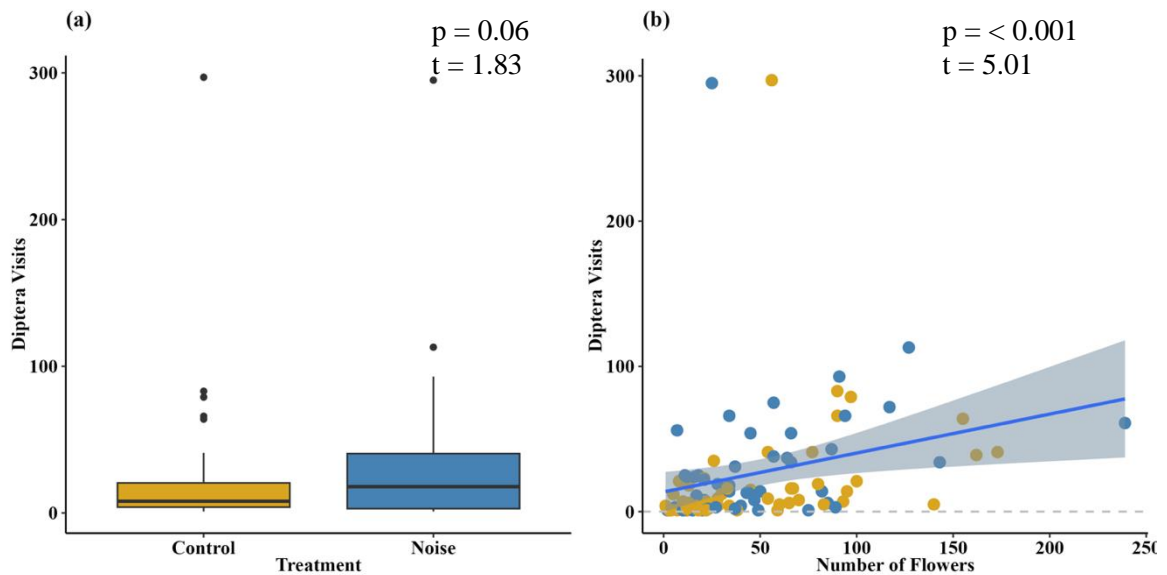 (a)
p = 0.06
t = 1.83
300
200
100
0
Diptera Visits
Control
Noise
Treatment
(b)
p = < 0.001
t = 5.01
300
200
100
0
Diptera Visits
0
50
100
150
200
250
Number of Flowers